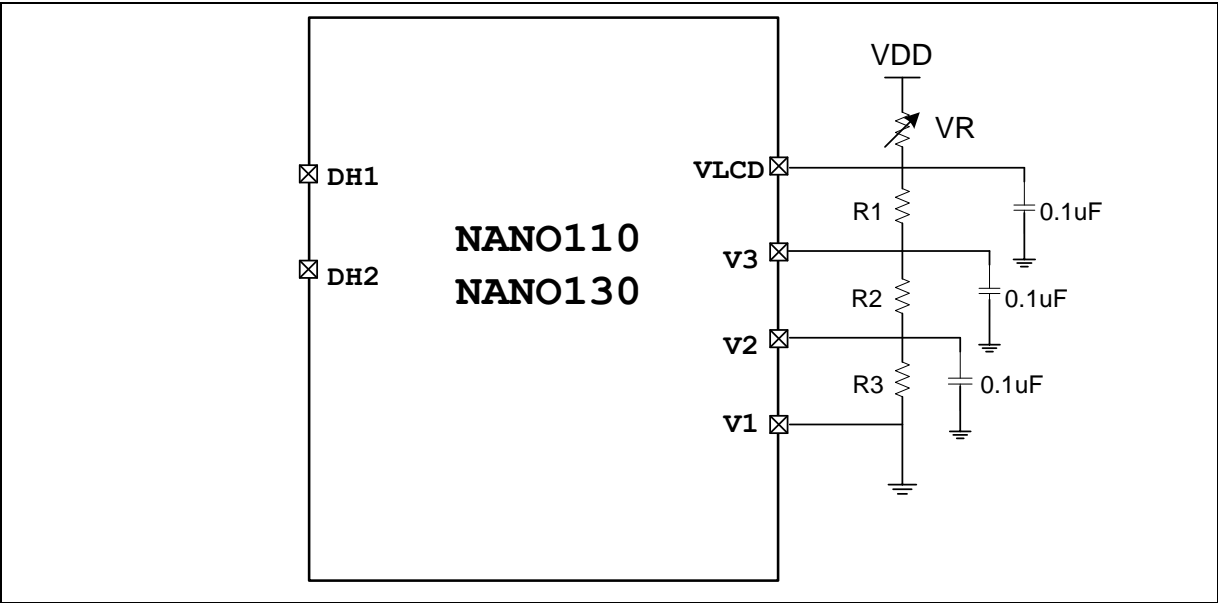 VDD
VR
DH1
VLCD
R1
0.1uF
NANO110
V3
DH2
NANO130
R2
0.1uF
V2
R3
0.1uF
V1